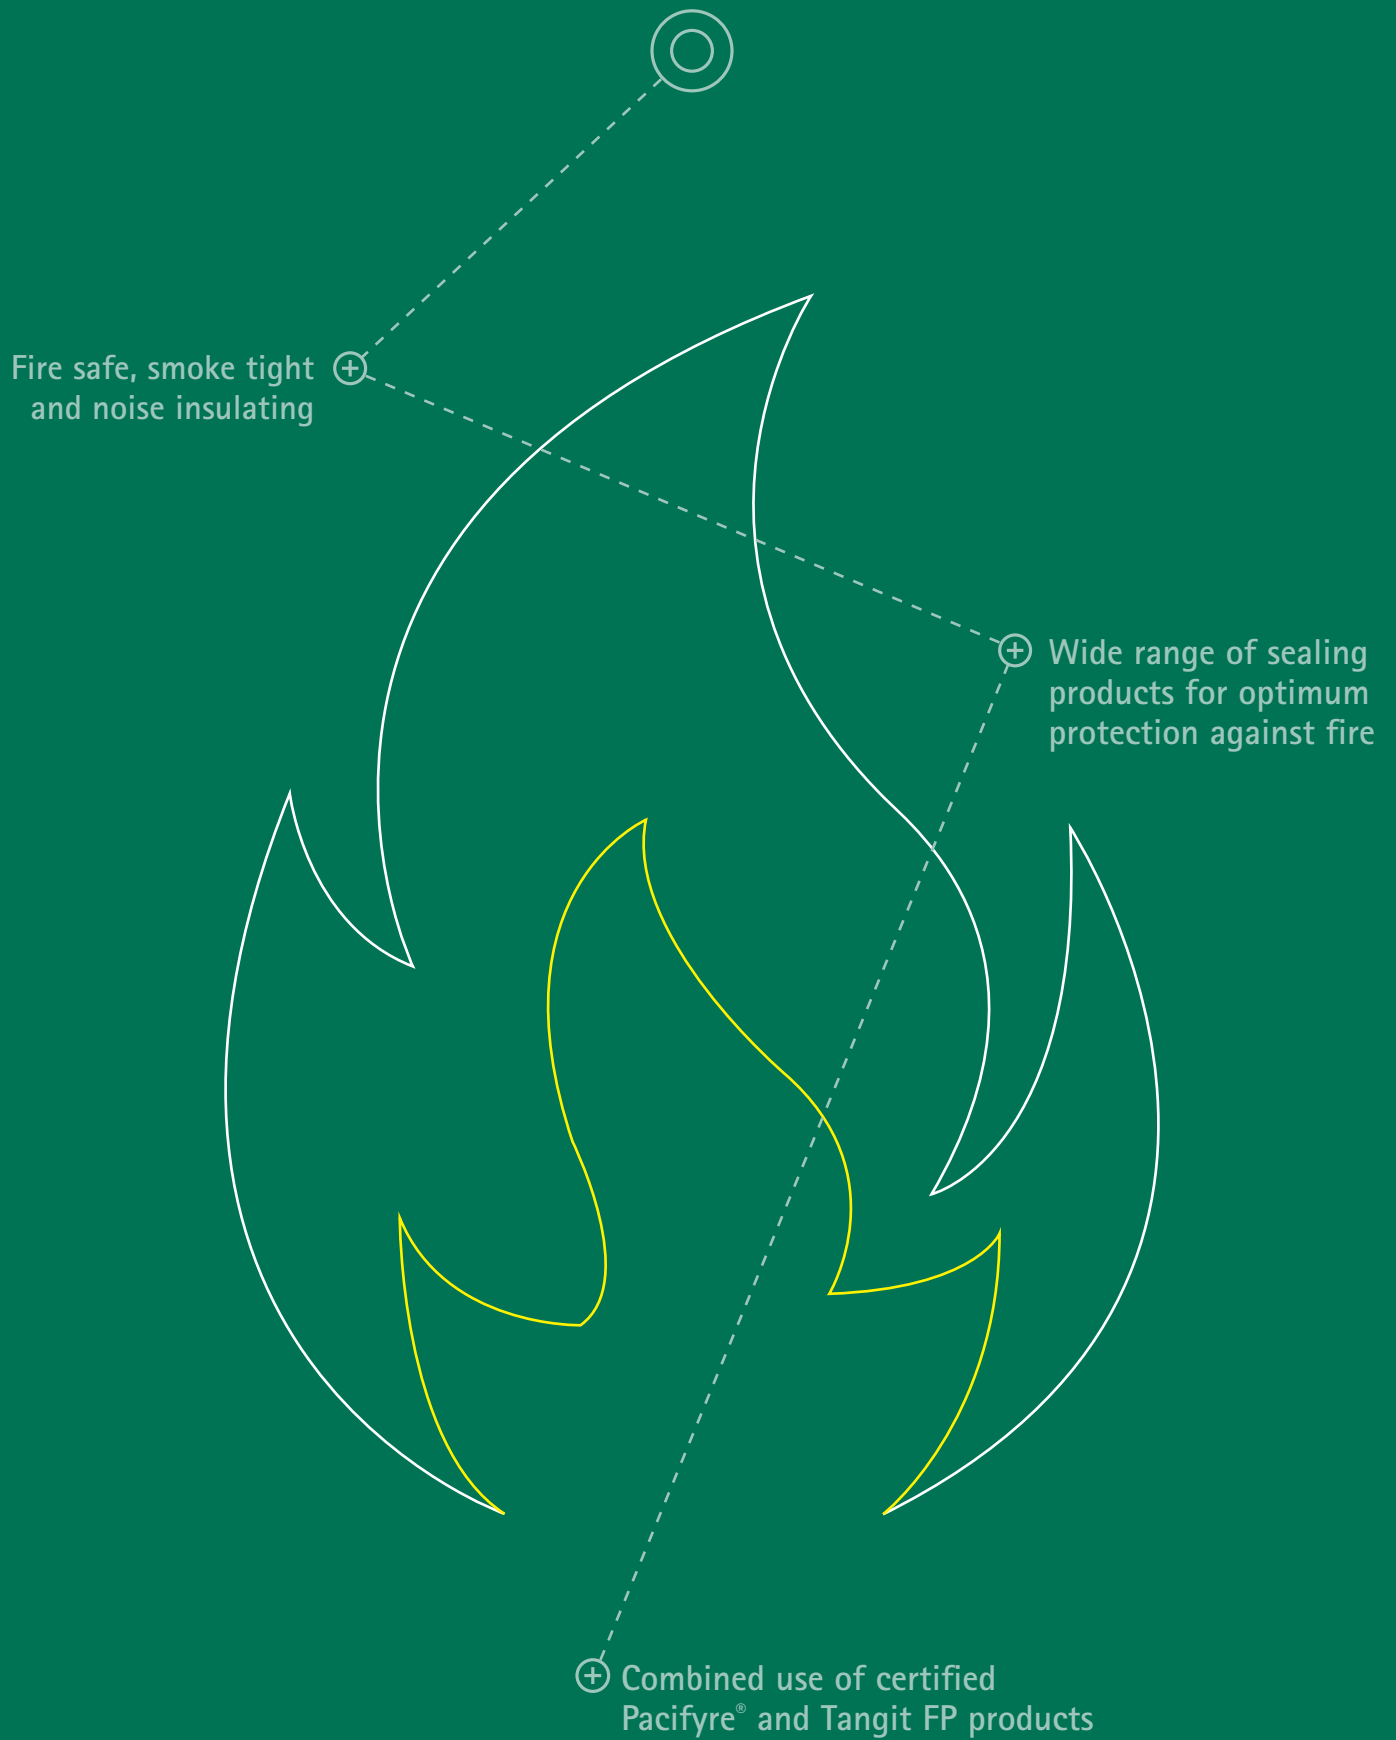 Fire safe, smoke tight
and noise insulating
Wide range of sealing
products for optimum
protection against fire
Combined use of certified
Pacifyre® and Tangit FP products